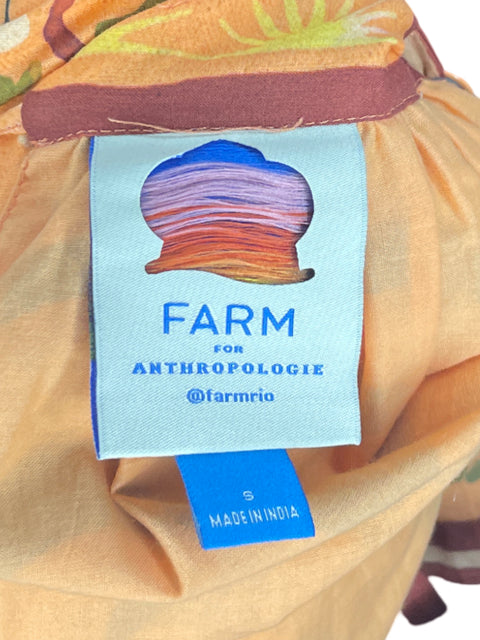 FARM
FOR
ANTHROPOLOGIE
@farmrio
S
MADE IN INDIA